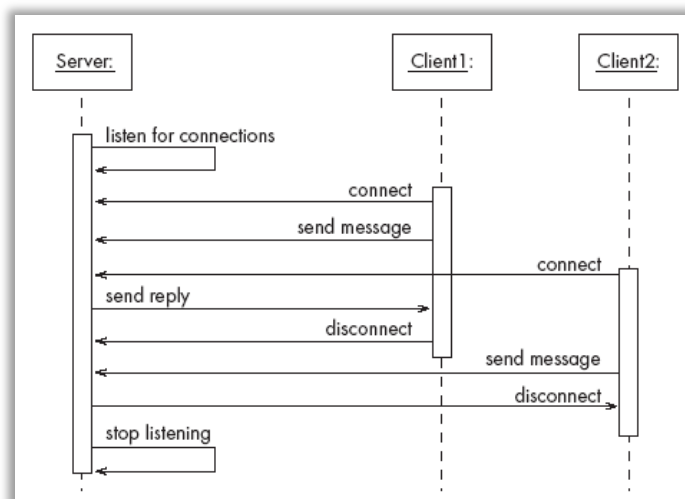 Server:
Client1:
Client2:
listen for connections
connect
send message
connect
send reply
disconnect
send message
disconnect
stop listening